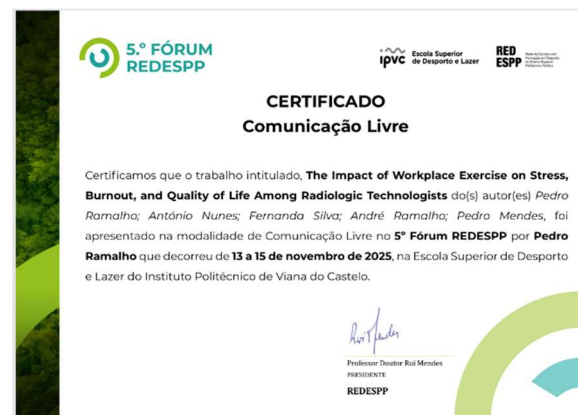 5.º FÓRUM
REDESPP
ipvc Escola Superior
de Desporto e Lazer
RED
ESPP
CERTIFICADO
Comunicação Livre
Certificamos que o trabalho intitulado, The Impact of Workplace Exercise on Stress,
Burnout, and Quality of Life Among Radiologic Technologists do(s) autor(es) Pedro
Ramalho; António Nunes; Fernanda Silva; André Ramalho; Pedro Mendes, foi
apresentado na modalidade de Comunicação Livre no 5º Fórum REDESPP por Pedro
Ramalho que decorreu de 13 a 15 de novembro de 2025, na Escola Superior de Desporto
e Lazer do Instituto Politécnico de Viana do Castelo.
Professor Doutor Rui Mendes
PRESIDENTE
REDESPP